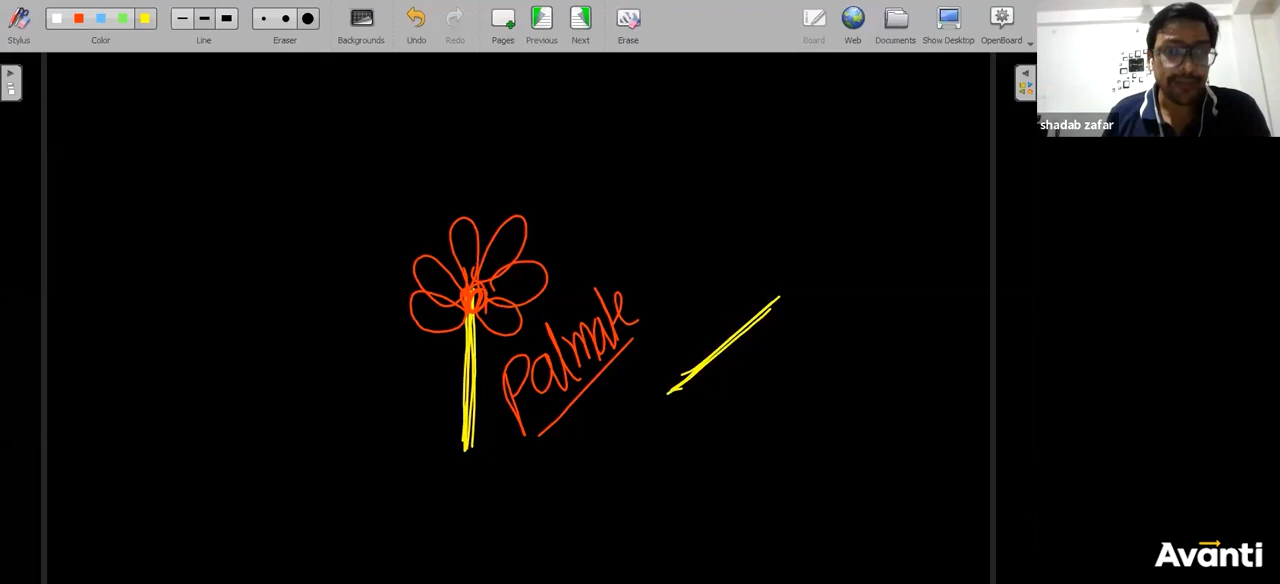 Stylus
Color
Line
Eraser
Backgrounds
Undo
Redo
Pages
Previous
Next
Erase
Board
Web
Documents
Show Desktop
OpenBoard
shadab zafar
Palmate
Avanti